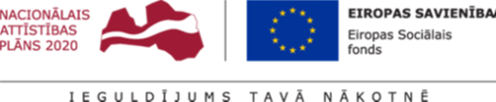 NACIONĀLAIS
ATTĪSTĪBAS
PLĀNS 2020
EIROPAS SAVIENĪBA
Eiropas Sociālais
fonds
IEGULDĪJUMS TAVĀ NĀKOTNĒ